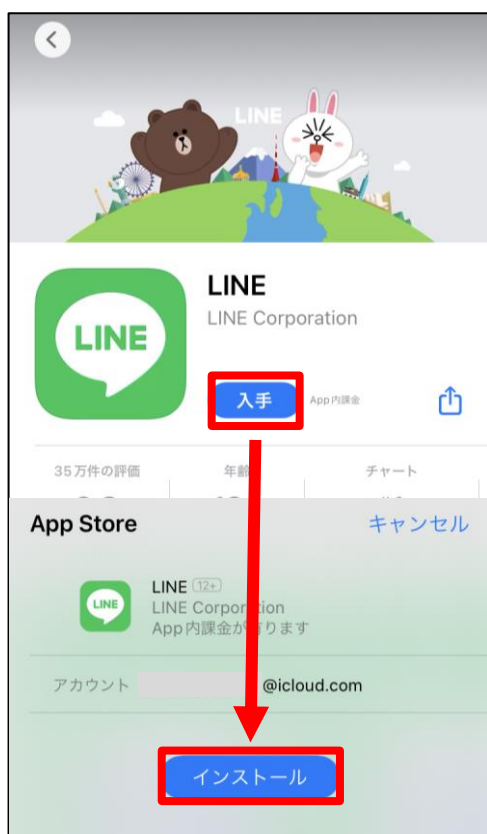 LINE
LINE
LINE
LINE Corporation
入手
App内課金
35万件の評価
年齢
チャート
App Store
キャンセル
LINE
LINE 12+
LINE Corporation
App内課金が有ります
アカウント
@icloud.com
インストール